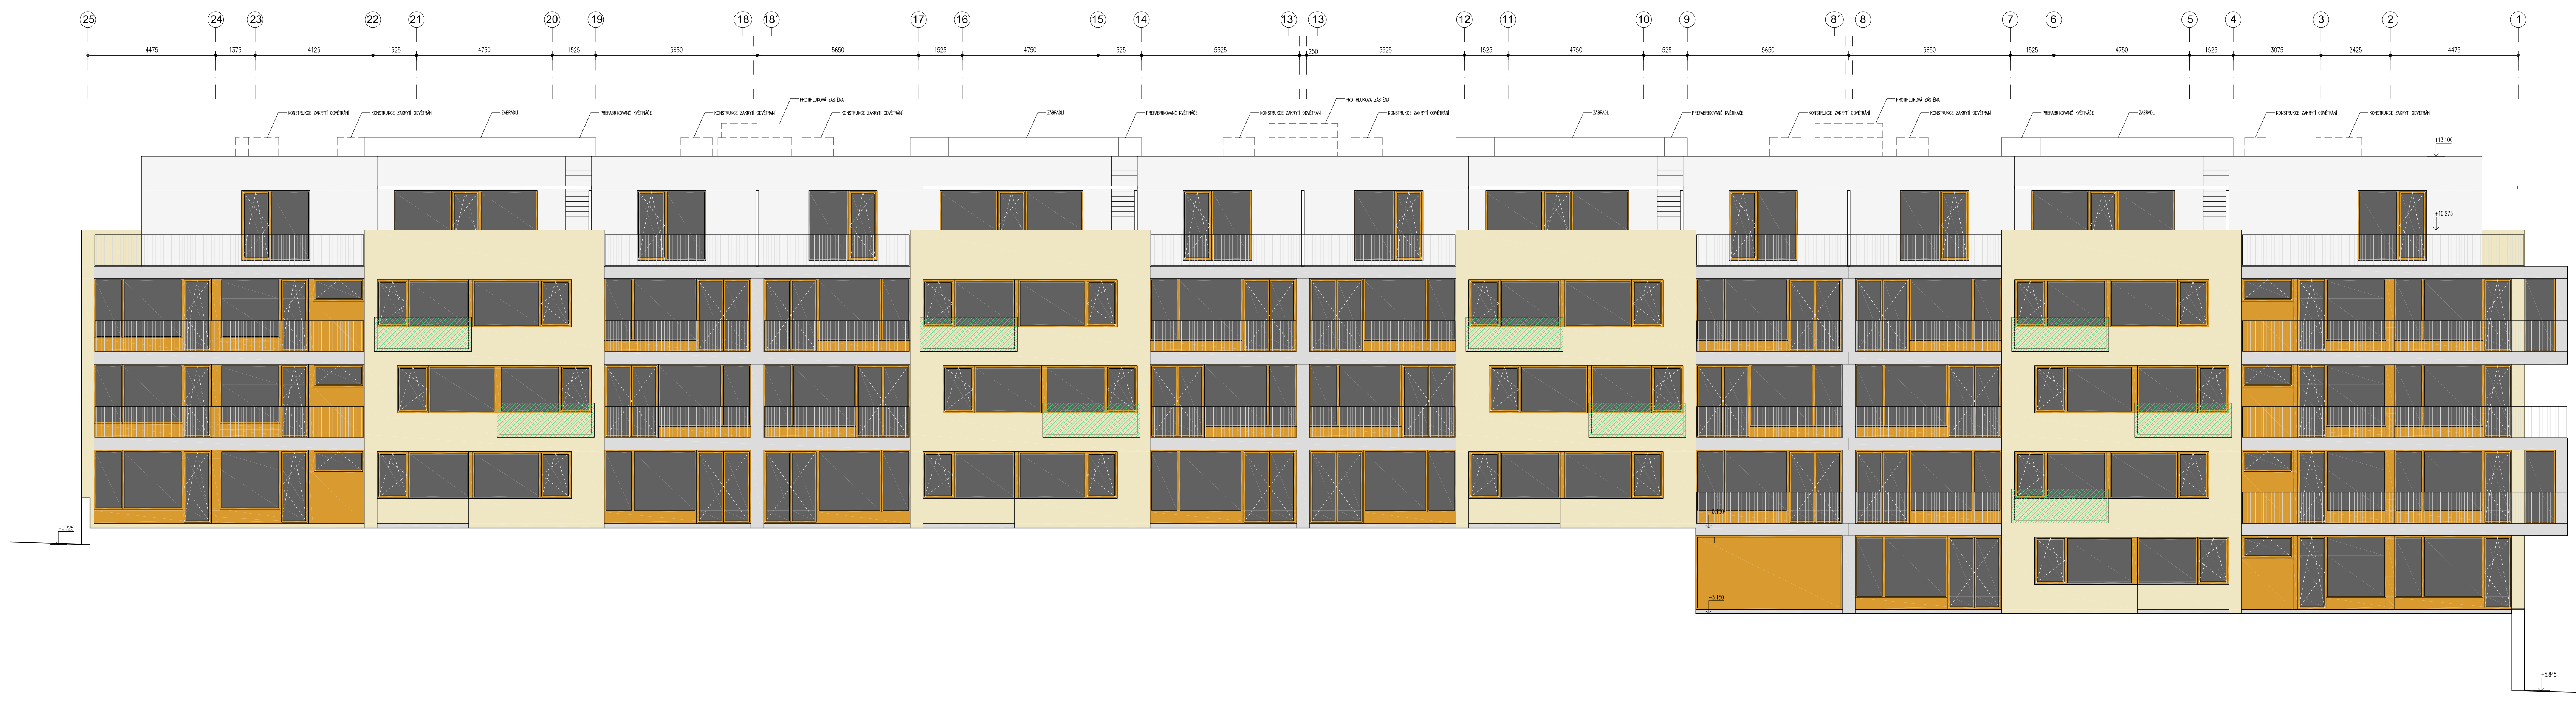 25 24 23 22 21 20 19 18 18' 17 16 15 14 13' 13 12 11 10 9 8' 8 7 6 5 4 3 2 1
4475 1375 4125 1525 4750 1525 5650 5650 1525 4750 1525 5525 250 5525 1525 4750 1525 5650 5650 1525 4750 1525 3075 2425 4475
PROTIHLUKOVÁ ZÁSTĚNA PROTIHLUKOVÁ ZÁSTĚNA PROTIHLUKOVÁ ZÁSTĚNA
KONSTRUKCE ZAKRYTÍ ODVĚTRÁNÍ KONSTRUKCE ZAKRYTÍ ODVĚTRÁNÍ ZÁBRADLÍ PREFABRIKOVANÉ KVĚTINÁČE KONSTRUKCE ZAKRYTÍ ODVĚTRÁNÍ KONSTRUKCE ZAKRYTÍ ODVĚTRÁNÍ ZÁBRADLÍ PREFABRIKOVANÉ KVĚTINÁČE KONSTRUKCE ZAKRYTÍ ODVĚTRÁNÍ KONSTRUKCE ZAKRYTÍ ODVĚTRÁNÍ ZÁBRADLÍ PREFABRIKOVANÉ KVĚTINÁČE KONSTRUKCE ZAKRYTÍ ODVĚTRÁNÍ KONSTRUKCE ZAKRYTÍ ODVĚTRÁNÍ PREFABRIKOVANÉ KVĚTINÁČE ZÁBRADLÍ KONSTRUKCE ZAKRYTÍ ODVĚTRÁNÍ KONSTRUKCE ZAKRYTÍ ODVĚTRÁNÍ
+13.100
+10.275
-0.725
-3.150
-5.845